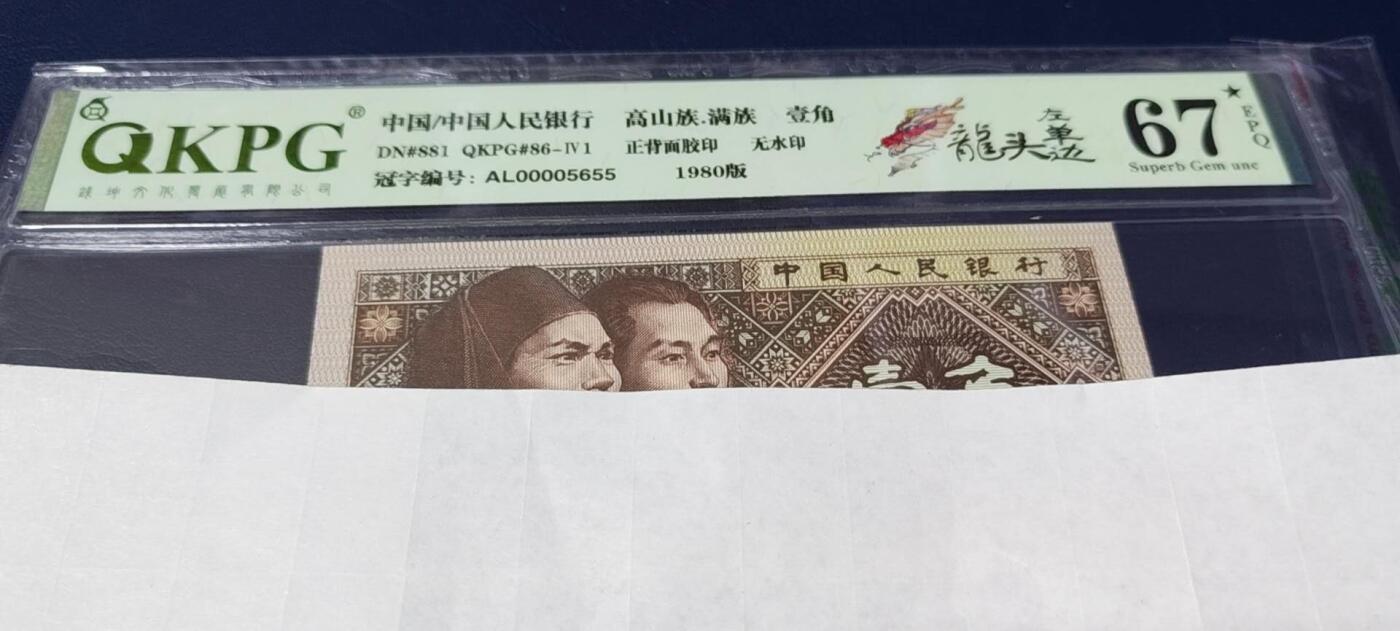 QKPG®
中国/中国人民银行 高山族.满族 壹角
DN#881 QKPG#86-Ⅳ1 正背面胶印 无水印
冠字编号: AL00005655 1980版
龍头
左单边
67★
EPQ
Superb Gem unc
中国人民银行